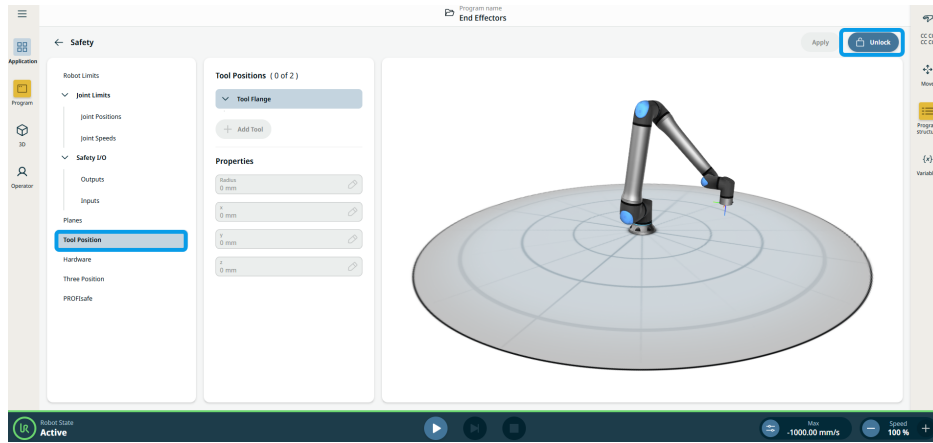 Program name
End Effectors
Safety
Apply
Unlock
Application
Program
3D
Operator
Robot Limits
Joint Limits
Joint Positions
Joint Speeds
Safety I/O
Outputs
Inputs
Planes
Tool Position
Hardware
Three Position
PROFIsafe
Tool Positions ( 0 of 2 )
Tool Flange
+ Add Tool
Properties
Radius
0 mm
x
0 mm
y
0 mm
z
0 mm
Move
{x}
Robot State
Active
Max
-1000.00 mm/s
Speed
100 %